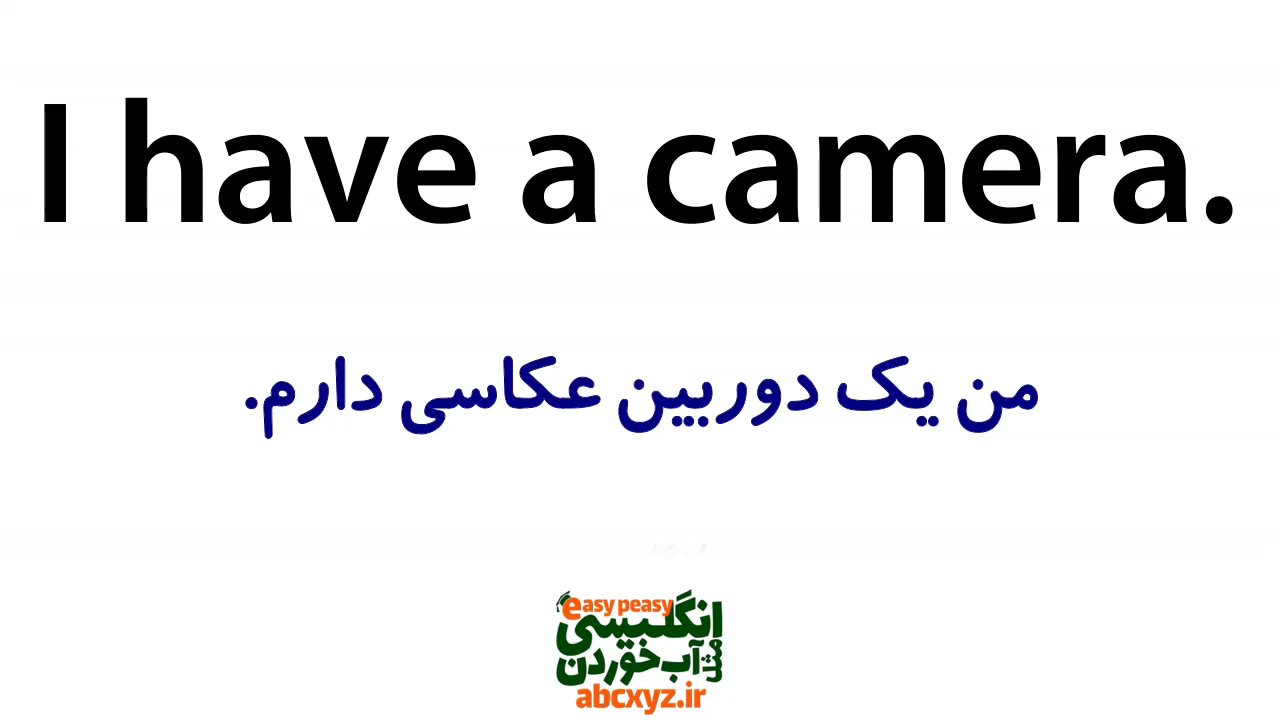 I have a camera.
من یک دوربین عکاسی دارم.
easy peasy
انگلیسی
مثل آب خوردن
abcxyz.ir